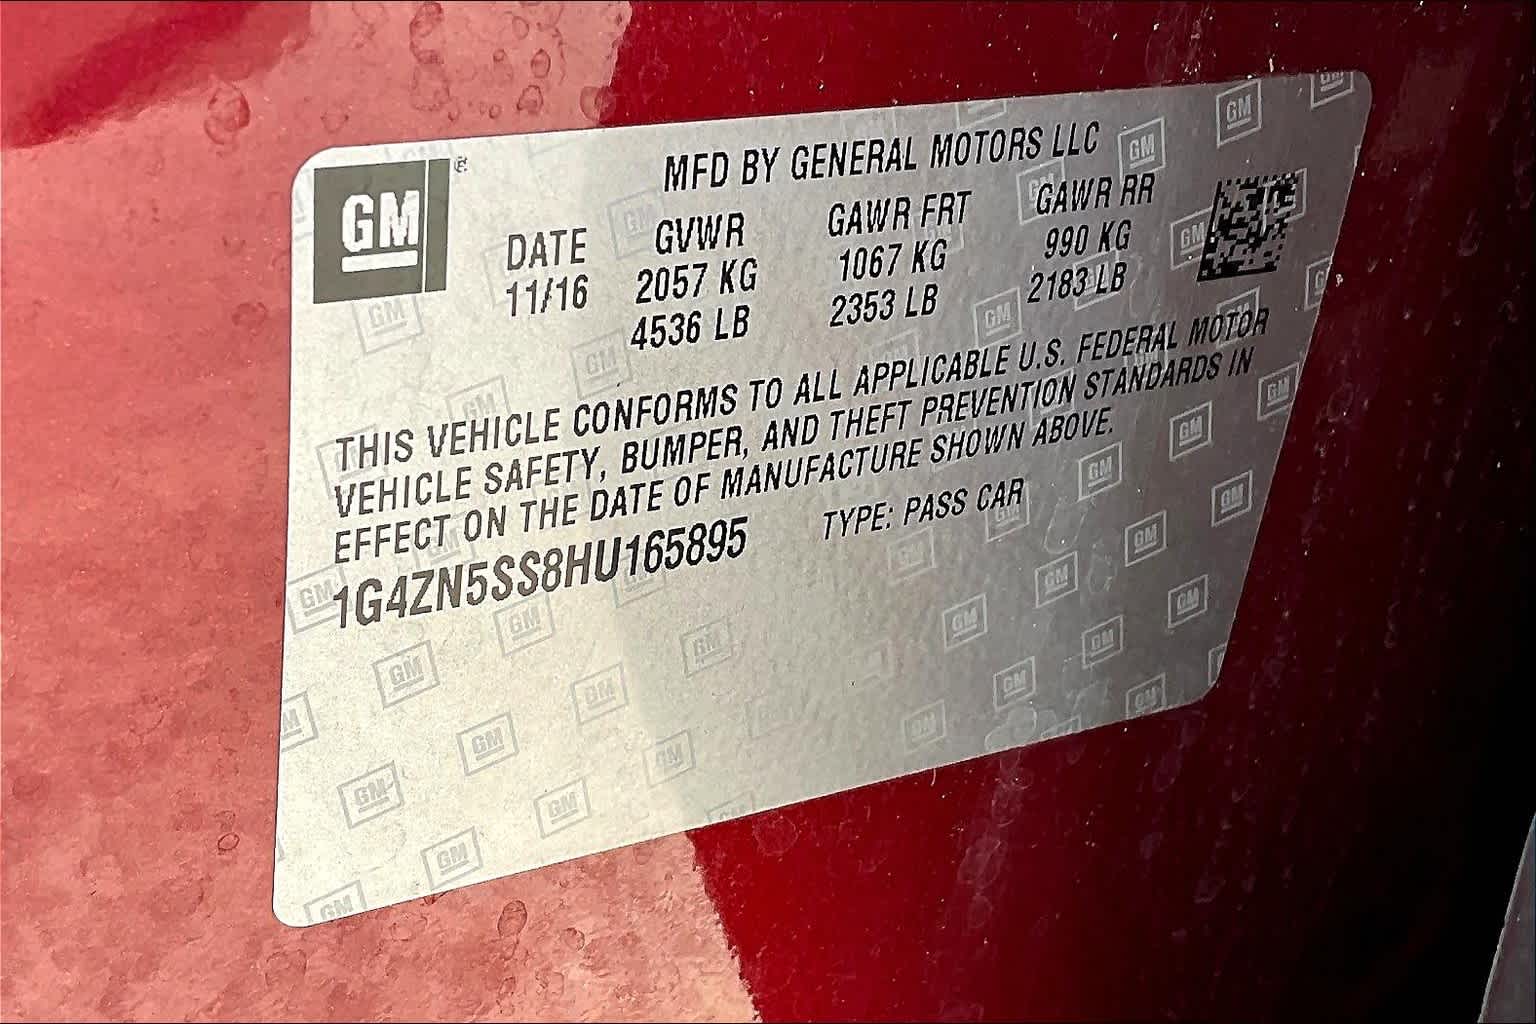 GM®
MFD BY GENERAL MOTORS LLC
DATE GVWR GAWR FRT GAWR RR
11/16 2057 KG 1067 KG 990 KG
4536 LB 2353 LB 2183 LB
THIS VEHICLE CONFORMS TO ALL APPLICABLE U.S. FEDERAL MOTOR
VEHICLE SAFETY, BUMPER, AND THEFT PREVENTION STANDARDS IN
EFFECT ON THE DATE OF MANUFACTURE SHOWN ABOVE.
1G4ZN5SS8HU165895 TYPE: PASS CAR